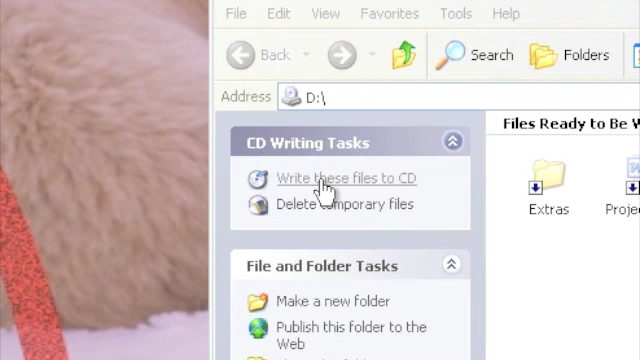 File Edit View Favorites Tools Help
Back Search Folders
Address D:\
CD Writing Tasks
Write these files to CD
Delete temporary files
File and Folder Tasks
Make a new folder
Publish this folder to the
Web
Files Ready to Be
Extras